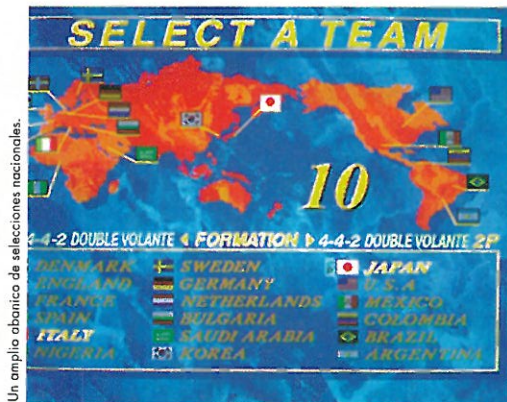 Un amplio abanico de selecciones nacionales.
SELECT A TEAM
10
4-4-2 DOUBLE VOLANTE ◄ FORMATION ► 4-4-2 DOUBLE VOLANTE 2P
DENMARK SWEDEN JAPAN
ENGLAND GERMANY U.S.A
FRANCE NETHERLANDS MEXICO
SPAIN BULGARIA COLOMBIA
ITALY SAUDI ARABIA BRAZIL
NIGERIA KOREA ARGENTINA